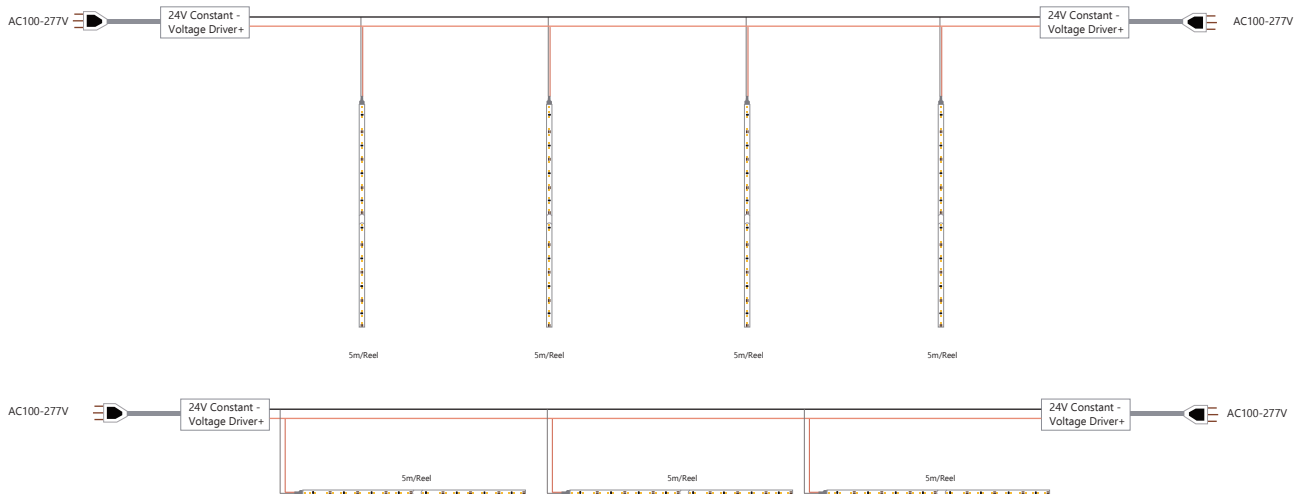 AC100-277V
24V Constant -
Voltage Driver+
24V Constant -
Voltage Driver+
AC100-277V
5m/Reel
5m/Reel
5m/Reel
5m/Reel
AC100-277V
24V Constant -
Voltage Driver+
24V Constant -
Voltage Driver+
AC100-277V
5m/Reel
5m/Reel
5m/Reel